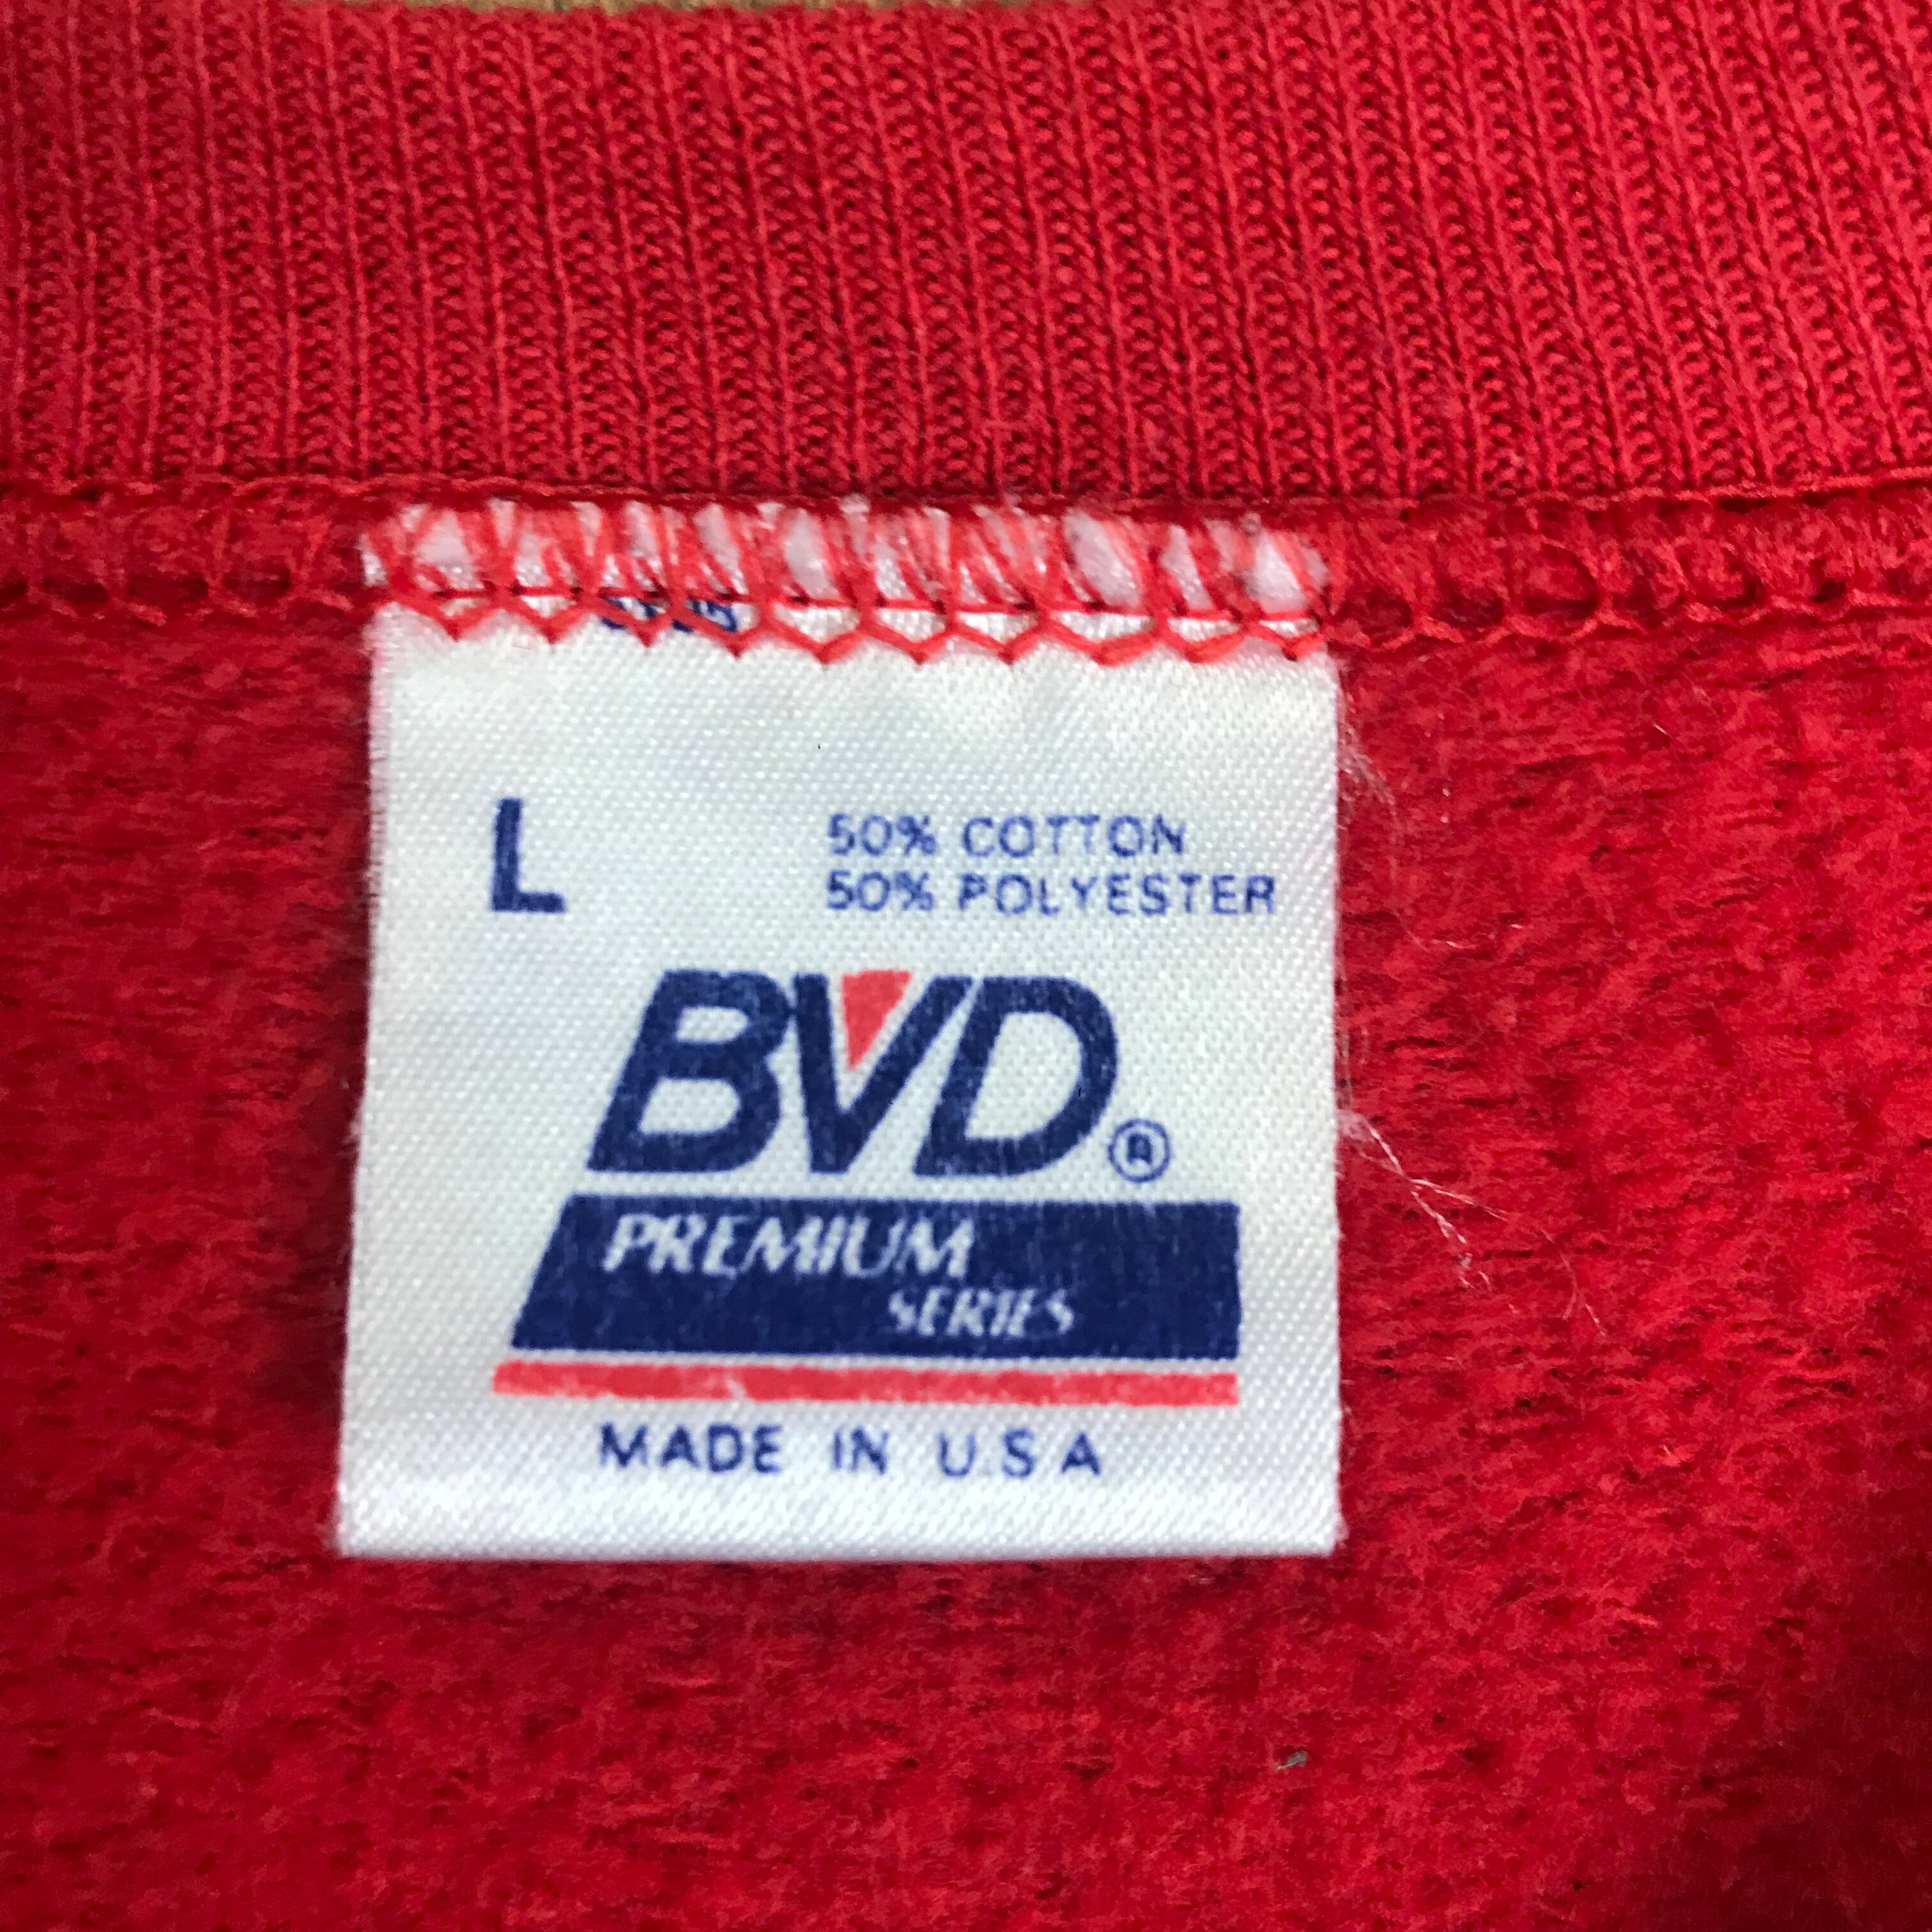 L
50% COTTON
50% POLYESTER
BVD®
PREMIUM
SERIES
MADE IN U.S.A